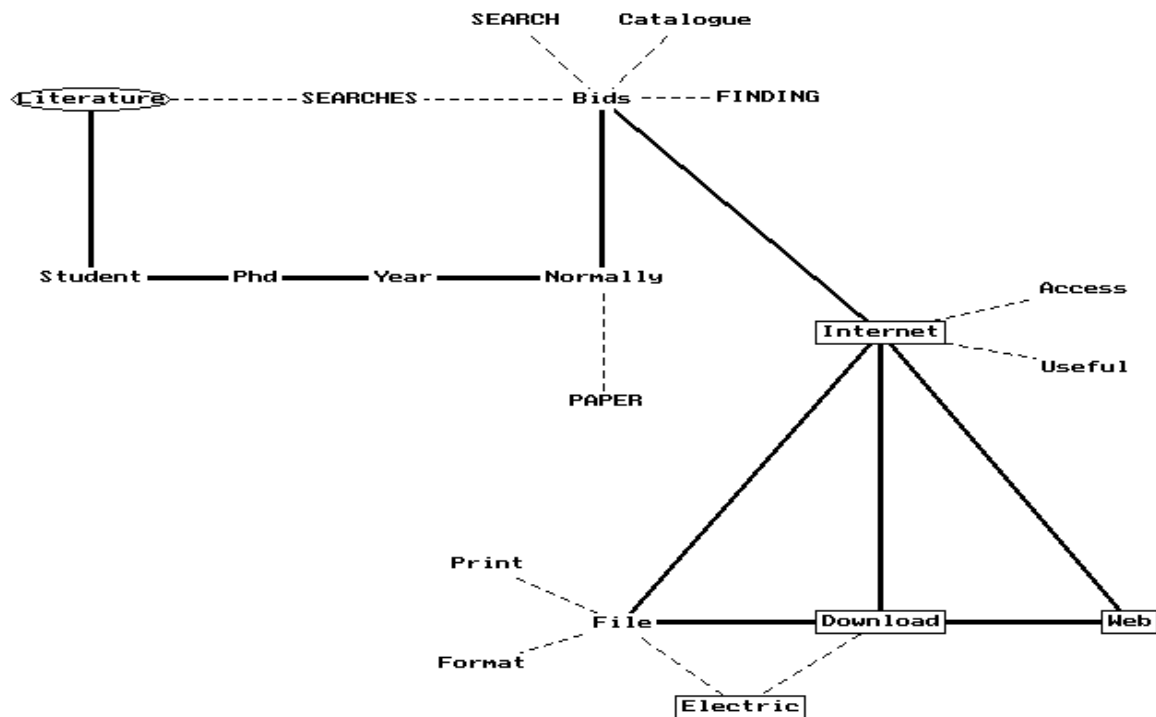 SEARCH Catalogue
Literature SEARCHES Bids FINDING
Student Phd Year Normally
Access
Internet
Useful
PAPER
Print
File Download Web
Format
Electric